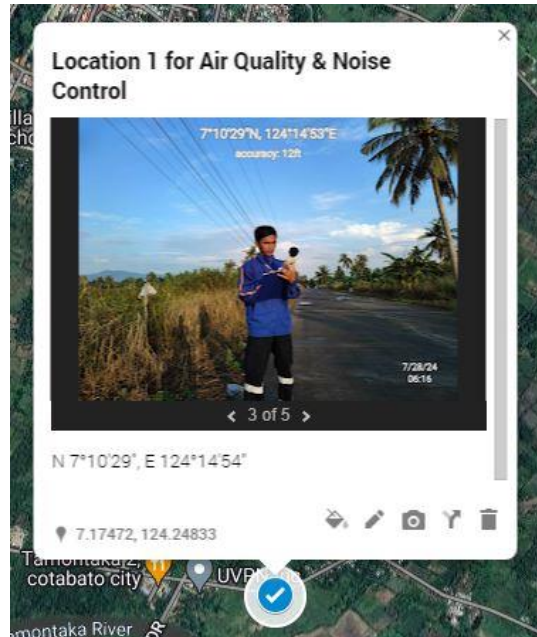 Location 1 for Air Quality & Noise
Control
7°10'29"N, 124°14'53"E
accuracy: 12ft
7/28/24
06:16
3 of 5
N 7°10'29", E 124°14'54"
7.17472, 124.24833
Tamontaka 2,
cotabato city
UVP
River